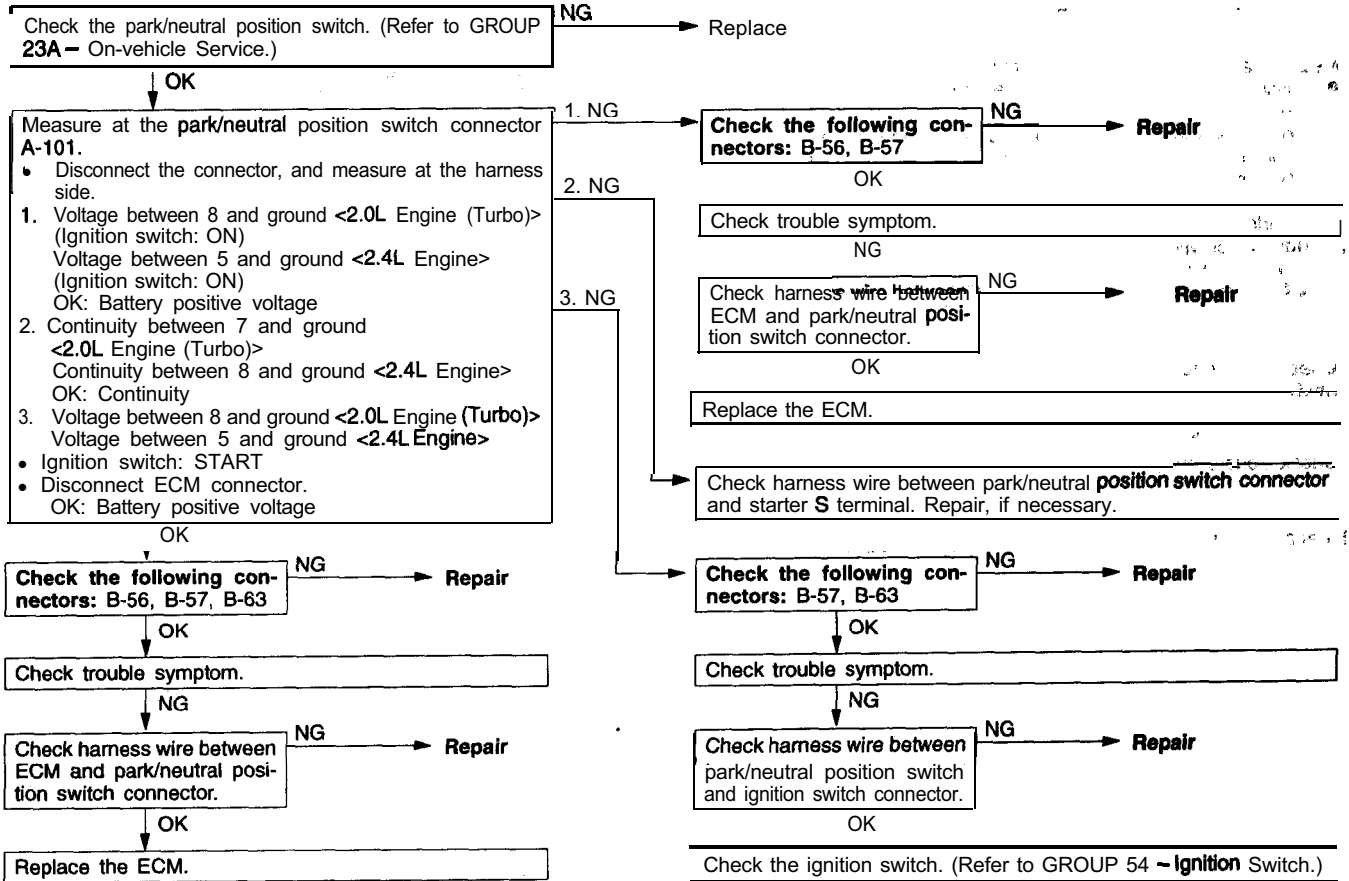 Check the park/neutral position switch. (Refer to GROUP
23A – On-vehicle Service.)
NG
Replace
OK
Measure at the park/neutral position switch connector
A-101.
• Disconnect the connector, and measure at the harness
side.
1. Voltage between 8 and ground <2.0L Engine (Turbo)>
(Ignition switch: ON)
Voltage between 5 and ground <2.4L Engine>
(Ignition switch: ON)
OK: Battery positive voltage
2. Continuity between 7 and ground
<2.0L Engine (Turbo)>
Continuity between 8 and ground <2.4L Engine>
OK: Continuity
3. Voltage between 8 and ground <2.0L Engine (Turbo)>
Voltage between 5 and ground <2.4L Engine>
• Ignition switch: START
• Disconnect ECM connector.
OK: Battery positive voltage
1. NG
Check the following con-
nectors: B-56, B-57
NG
Repair
OK
Check trouble symptom.
NG
Check harness wire between
ECM and park/neutral posi-
tion switch connector.
NG
Repair
OK
Replace the ECM.
2. NG
Check harness wire between park/neutral position switch connector
and starter S terminal. Repair, if necessary.
3. NG
Check the following con-
nectors: B-57, B-63
NG
Repair
OK
Check trouble symptom.
NG
Check harness wire between
park/neutral position switch
and ignition switch connector.
NG
Repair
OK
Check the ignition switch. (Refer to GROUP 54 – Ignition Switch.)
OK
Check the following con-
nectors: B-56, B-57, B-63
NG
Repair
OK
Check trouble symptom.
NG
Check harness wire between
ECM and park/neutral posi-
tion switch connector.
NG
Repair
OK
Replace the ECM.